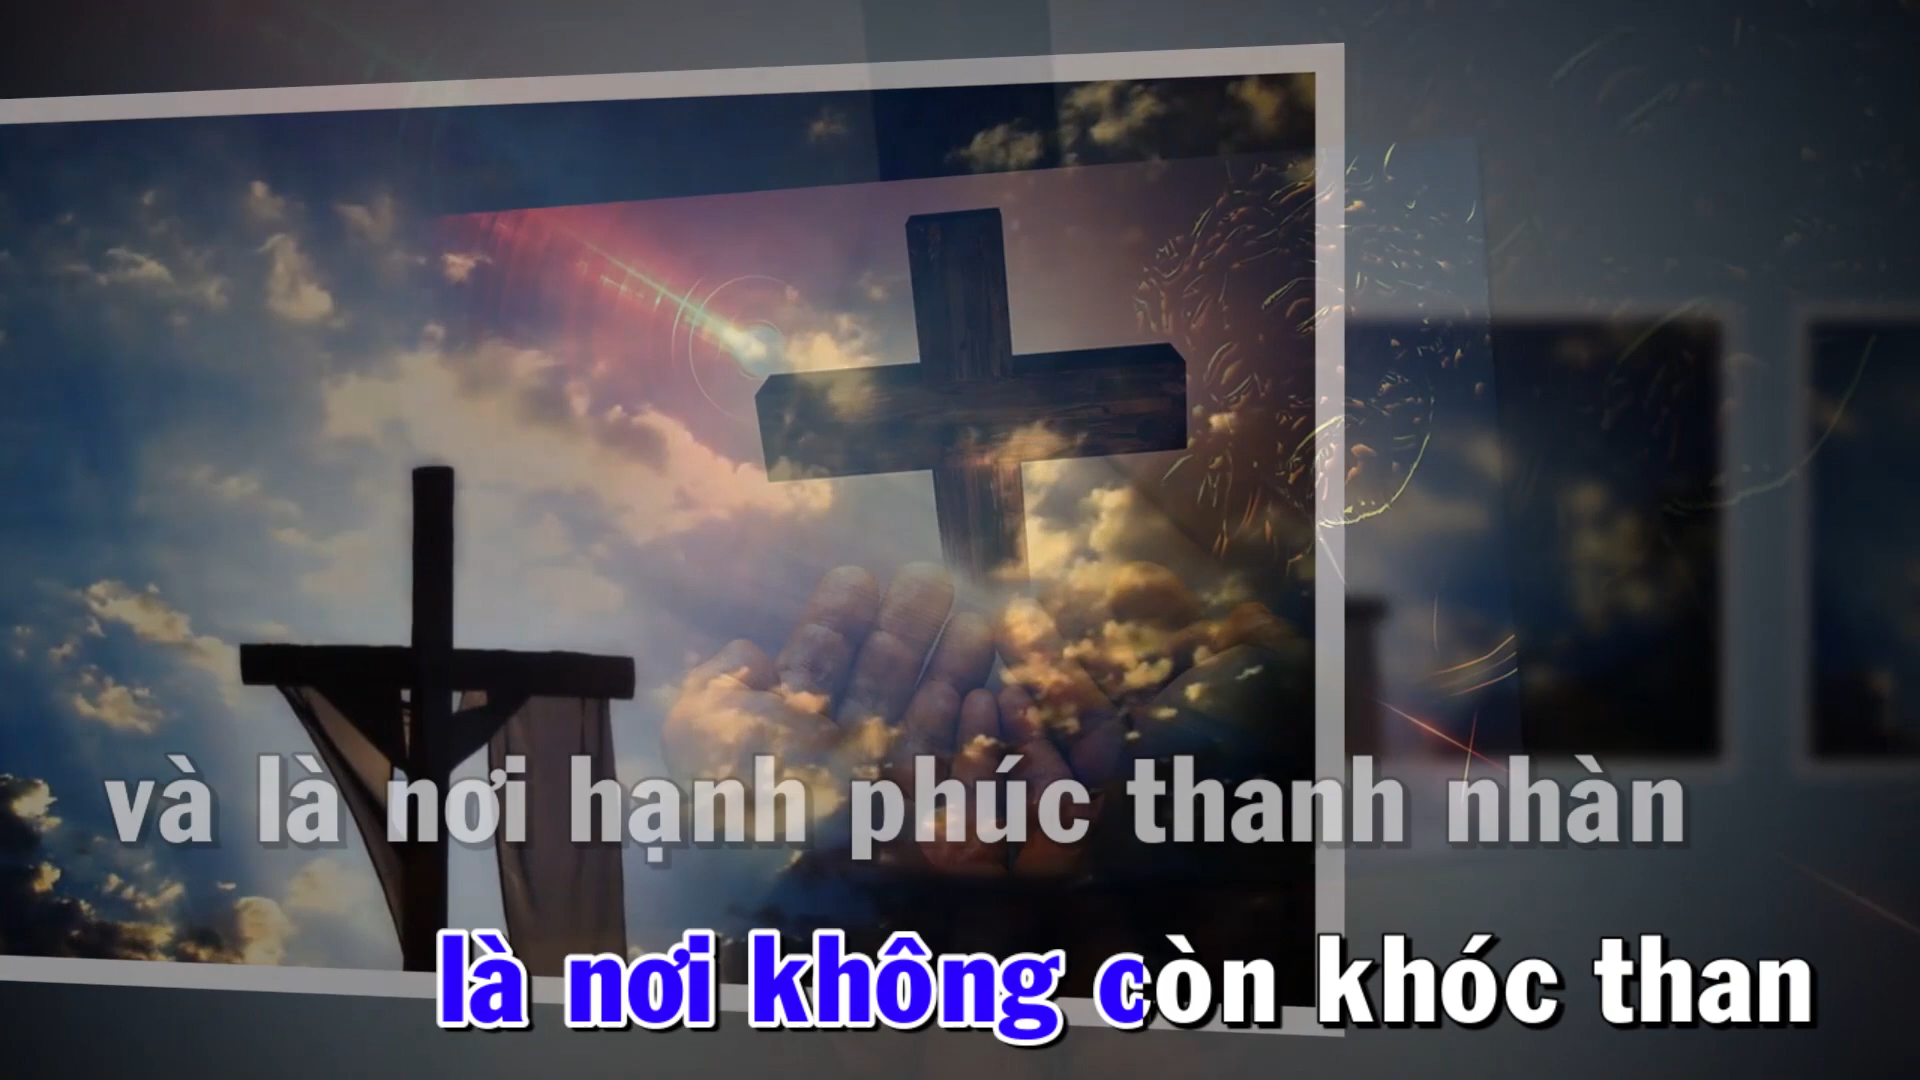 và là nơi hạnh phúc thanh nhàn
là nơi không còn khóc than